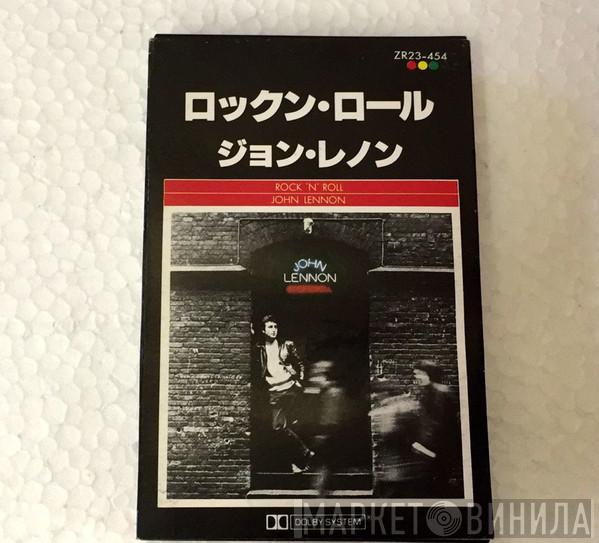 ZR23-454
ロックン・ロール
ジョン・レノン
ROCK 'N' ROLL
JOHN LENNON
JOHN
LENNON
DOLBY SYSTEM
МАРКЕТ ВИНИЛА